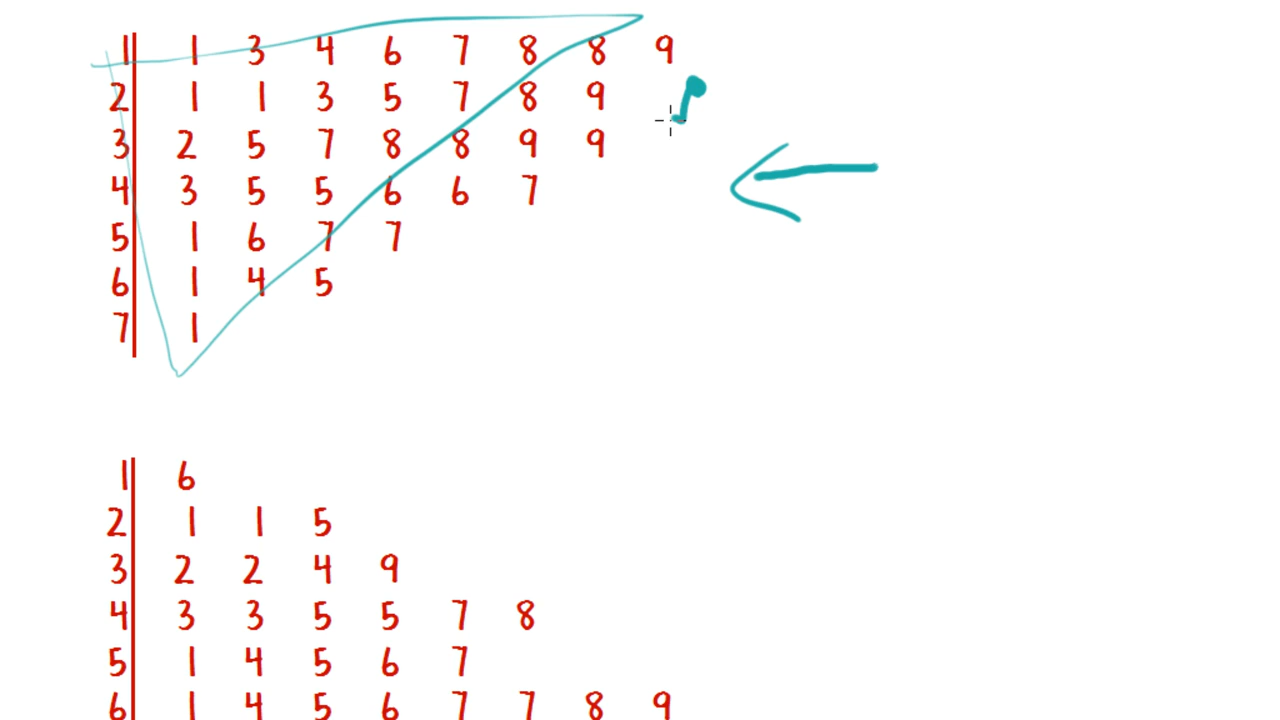 1| 1 3 4 6 7 8 8 9
2| 1 1 3 5 7 8 9
3| 2 5 7 8 8 9 9
4| 3 5 5 6 6 7
5| 1 6 7 7
6| 1 4 5
7| 1
1| 6
2| 1 1 5
3| 2 2 4 9
4| 3 3 5 5 7 8
5| 1 4 5 6 7
6| 1 4 5 6 7 7 8 9